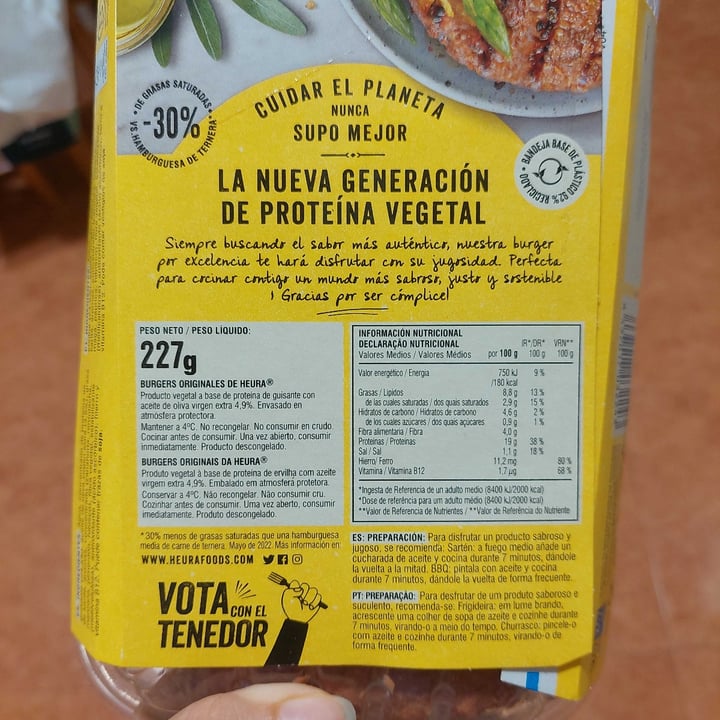 -30%
DE GRASAS SATURADAS
VS. HAMBURGUESA DE TERNERA
CUIDAR EL PLANETA
NUNCA
SUPO MEJOR
BANDEJA BASE DE PLÁSTICO 92% RECICLADO
LA NUEVA GENERACIÓN
DE PROTEÍNA VEGETAL
Siempre buscando el sabor más auténtico, nuestra burger
por excelencia te hará disfrutar con su jugosidad. Perfecta
para cocinar contigo un mundo más sabroso, justo y sostenible
¡Gracias por ser cómplice!
PESO NETO / PESO LÍQUIDO:
227g
BURGERS ORIGINALES DE HEURA®
Producto vegetal a base de proteína de guisante con
aceite de oliva virgen extra 4,9%. Envasado en
atmósfera protectora.
Mantener a 4ºC. No recongelar. No consumir en crudo.
Cocinar antes de consumir. Una vez abierto, consumir
inmediatamente. Producto descongelado.
BURGERS ORIGINAIS DA HEURA®
Produto vegetal à base de proteína de ervilha com azeite
virgem extra 4,9%. Embalado em atmosfera protetora.
Conservar a 4ºC. Não recongelar. Não consumir cru.
Cozinhar antes de consumir. Uma vez aberto, consumir
imediatamente. Produto descongelado.
INFORMACIÓN NUTRICIONAL
DECLARAÇÃO NUTRICIONAL IR*/DR* VRN**
Valores Medios / Valores Médios por 100 g 100 g 100 g
Valor energético / Energia 750 kJ 9 %
/180 kcal
Grasas / Lípidos 8,8 g 13 %
de las cuales saturadas / dos quais saturados 2,9 g 15 %
Hidratos de carbono / Hidratos de carbono 4,6 g 2 %
de los cuales azúcares / dos quais açúcares 0,9 g 1 %
Fibra alimentaria / Fibra 4,0 g
Proteínas / Proteínas 19 g 38 %
Sal / Sal 1,1 g 18 %
Hierro/ Ferro 11,2 mg 80 %
Vitamina / Vitamina B12 1,7 µg 68 %
*Ingesta de Referencia de un adulto medio (8400 kJ/2000 kcal)
*Dose de referência para um adulto médio (8400 kJ/2000 kcal)
**Valor de Referencia de Nutrientes / **Valor de Referência do Nutriente
*30% menos de grasas saturadas que una hamburguesa
media de carne de ternera. Mayo de 2022. Más información en:
WWW.HEURAFOODS.COM
VOTA
CON EL
TENEDOR
ES: PREPARACIÓN: Para disfrutar un producto sabroso y
jugoso, se recomienda: Sartén: a fuego medio añade un
cucharada de aceite y cocina durante 7 minutos, dándole
la vuelta a la mitad. BBQ: píntala con aceite y cocina
durante 7 minutos, dándole la vuelta de forma frecuente.
PT: PREPARAÇÃO: Para desfrutar de um produto saboroso e
suculento, recomenda-se: Frigideira: em lume brando,
acrescente uma colher de sopa de azeite e cozinhe durante
7 minutos, virando-o a meio do tempo. Churrasco: pincele-o
com azeite e cozinhe durante 7 minutos, virando-o de
forma frequente.